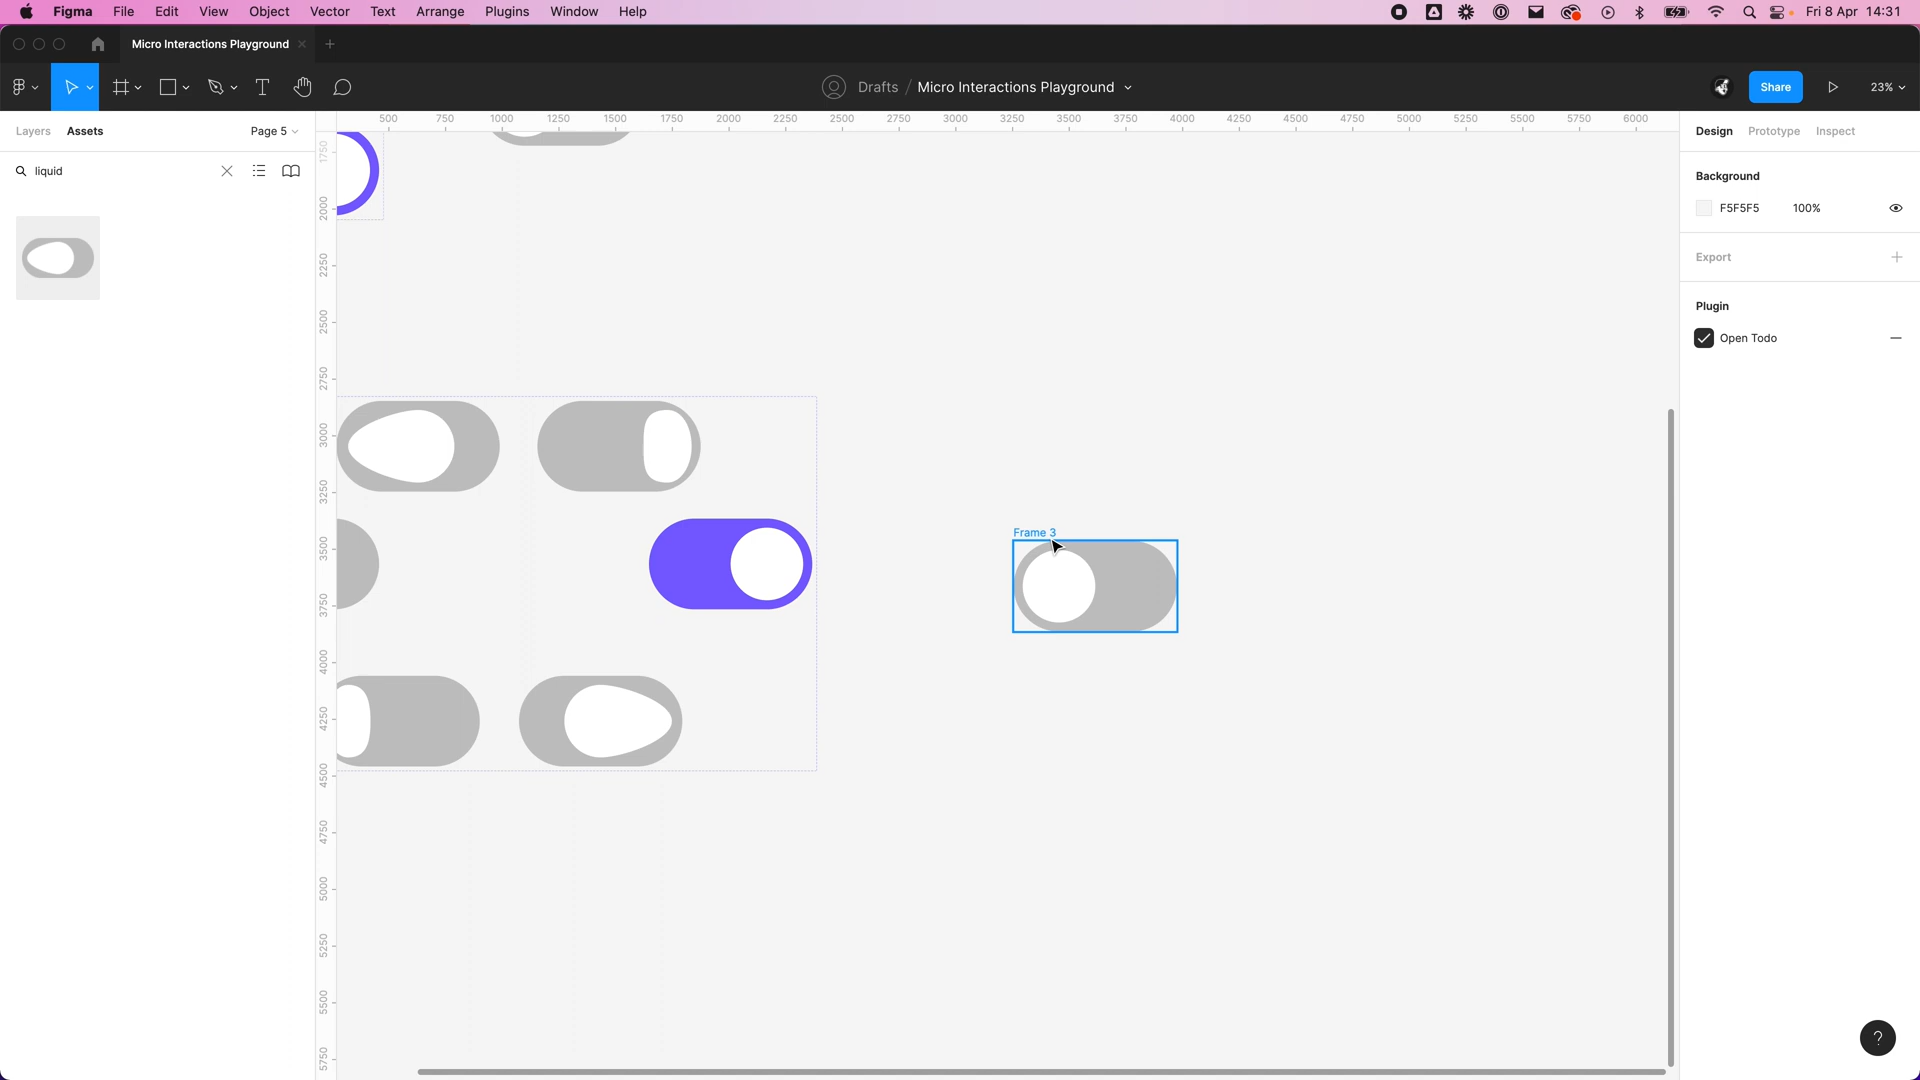 Figma File Edit View Object Vector Text Arrange Plugins Window Help Fri 8 Apr 14:31
Micro Interactions Playground
Drafts / Micro Interactions Playground Share 23%
Layers Assets Page 5
500 750 1000 1250 1500 1750 2000 2250 2500 2750 3000 3250 3500 3750 4000 4250 4500 4750 5000 5250 5500 5750 6000
Design Prototype Inspect
liquid
Background
F5F5F5 100%
Export
Plugin
Open Todo
1750
2000
2250
2500
2750
3000
3250
3500
3750
4000
4250
4500
4750
5000
5250
5500
5750
Frame 3
?